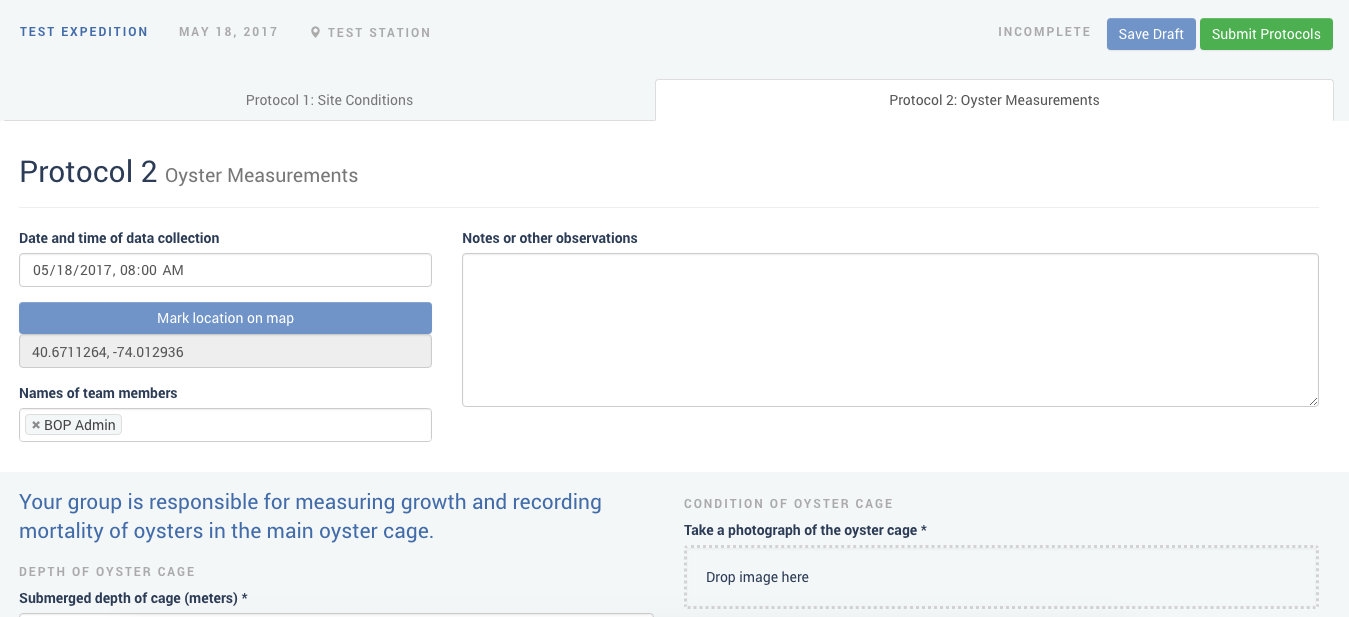 TEST EXPEDITION MAY 18, 2017 TEST STATION INCOMPLETE Save Draft Submit Protocols
Protocol 1: Site Conditions Protocol 2: Oyster Measurements
Protocol 2 Oyster Measurements
Date and time of data collection
05/18/2017, 08:00 AM
Mark location on map
40.6711264, -74.012936
Names of team members
× BOP Admin
Notes or other observations
Your group is responsible for measuring growth and recording
mortality of oysters in the main oyster cage.
DEPTH OF OYSTER CAGE
Submerged depth of cage (meters) *
CONDITION OF OYSTER CAGE
Take a photograph of the oyster cage *
Drop image here